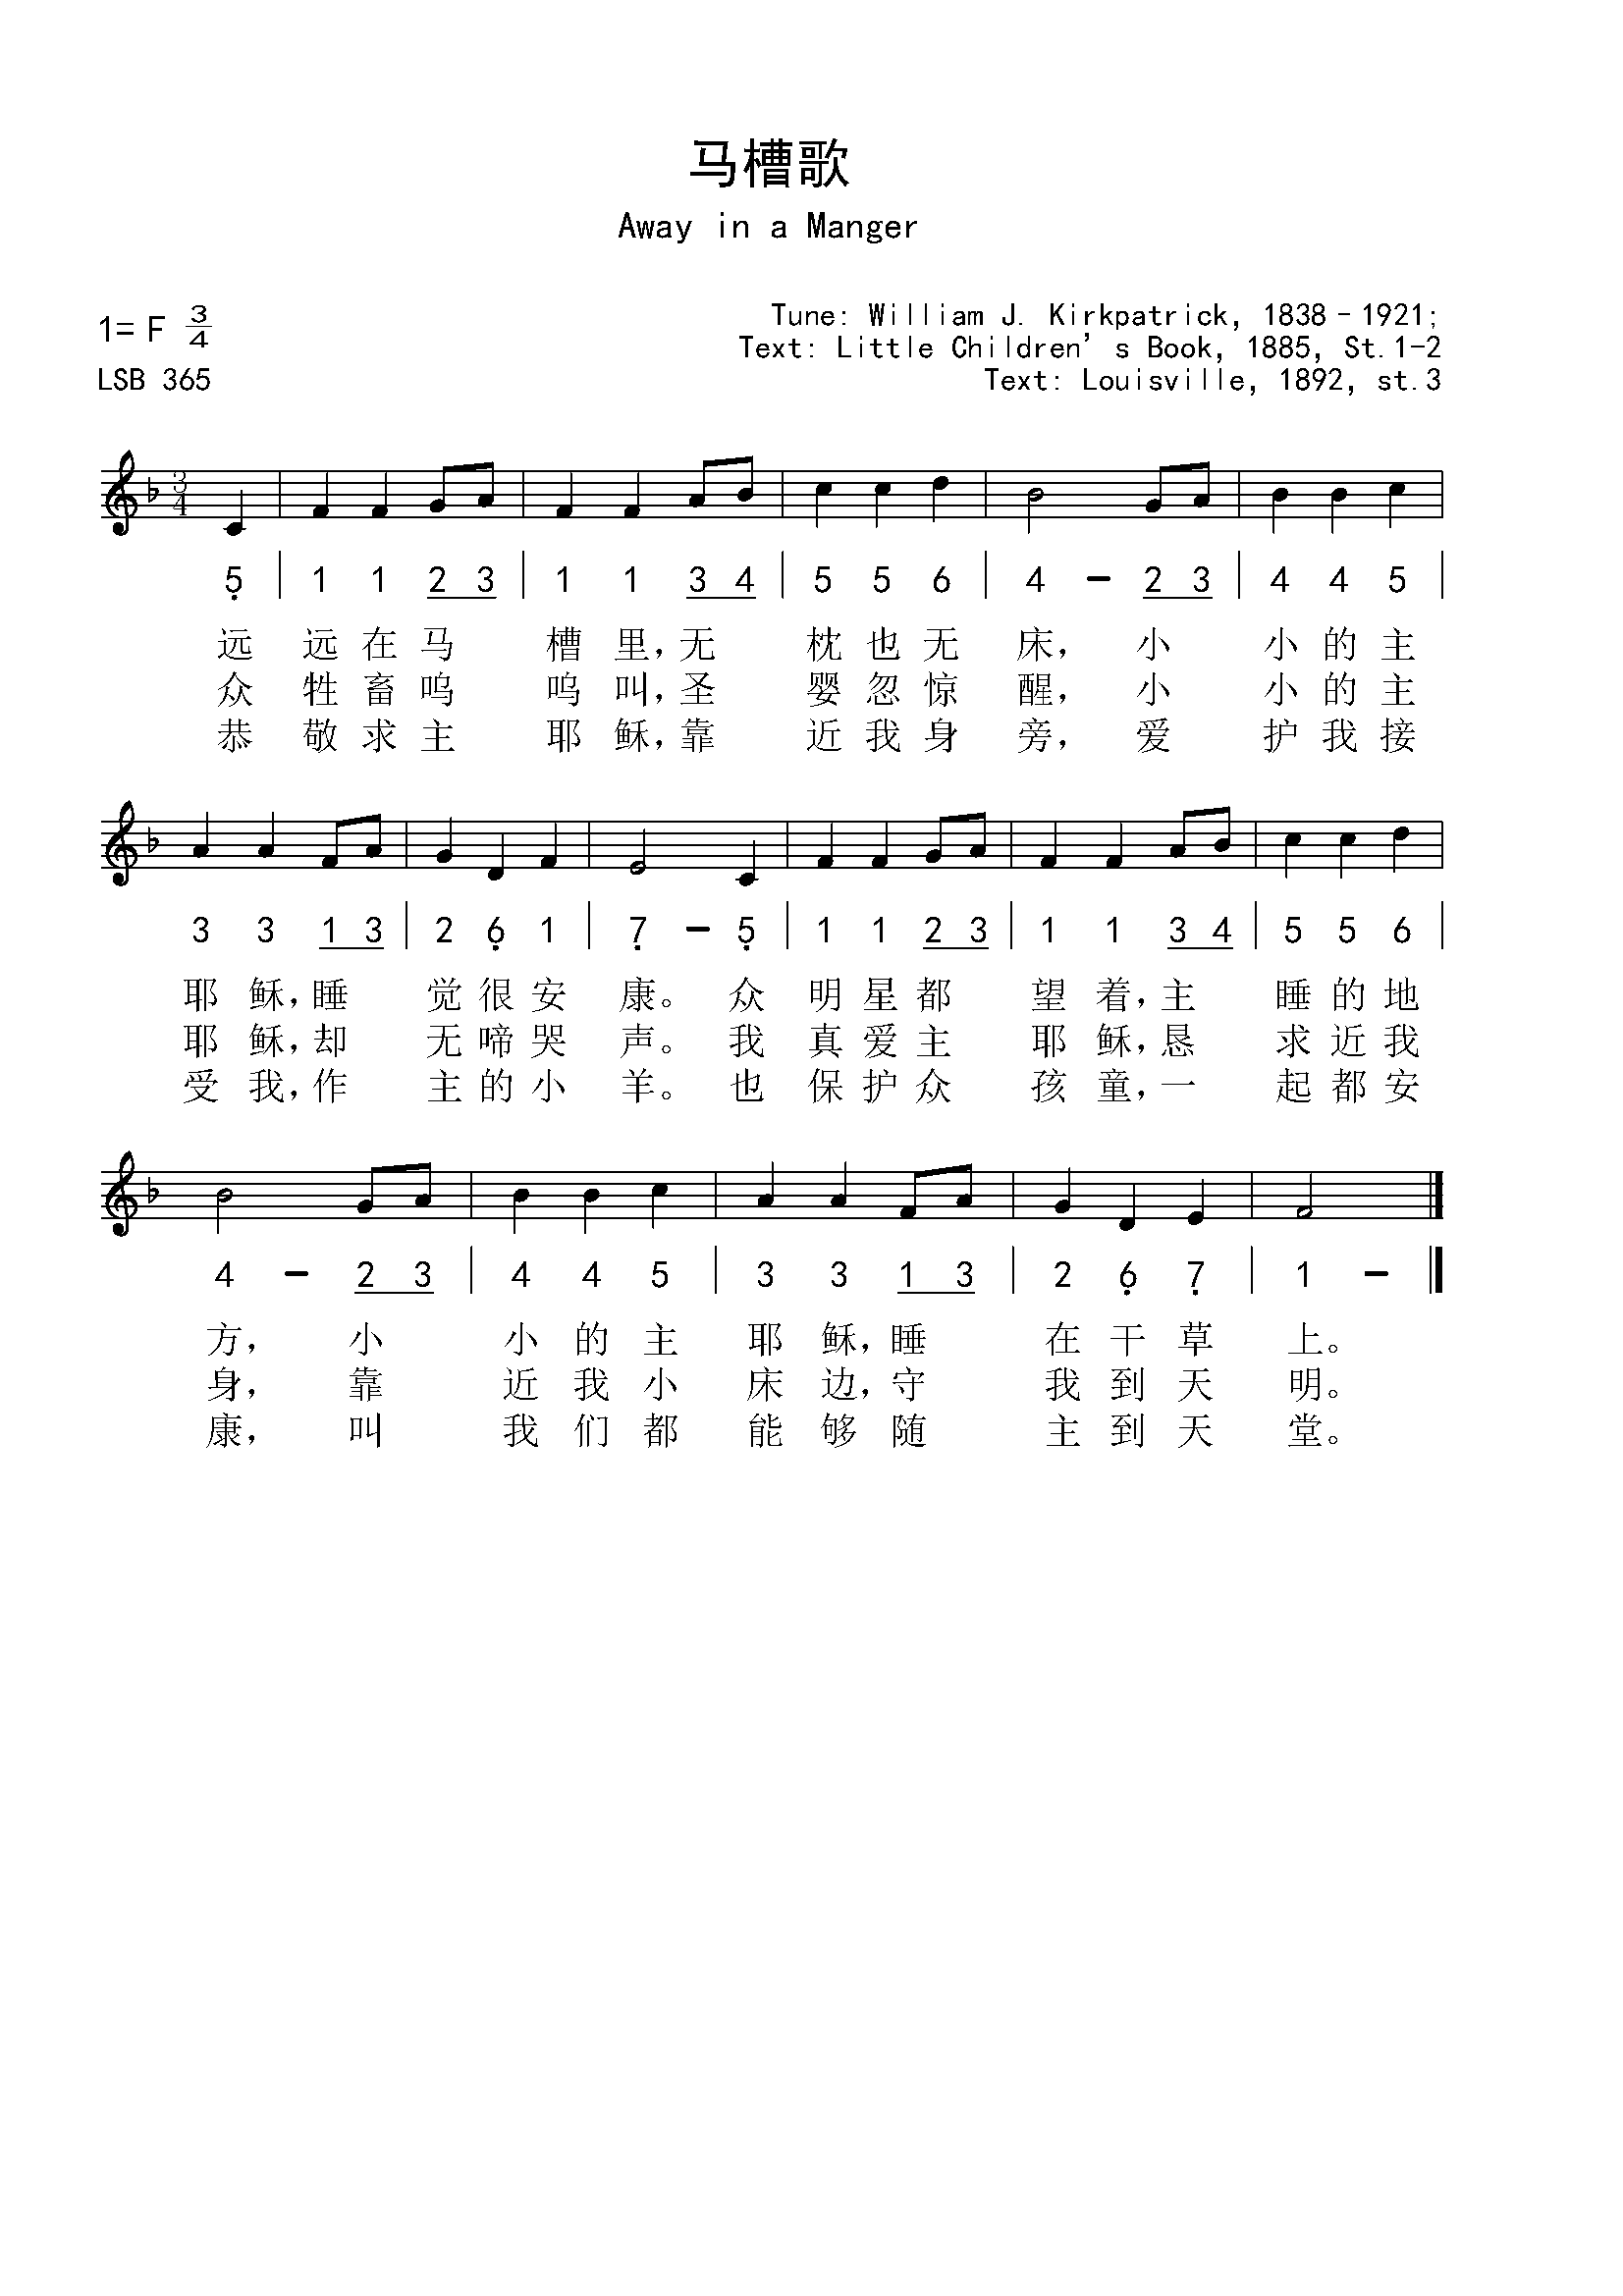 马槽歌
Away in a Manger
1= F 3/4
Tune: William J. Kirkpatrick, 1838–1921;
Text: Little Children’s Book, 1885, St.1-2
LSB 365
Text: Louisville, 1892, st.3
3
4
5̣ | 1 1 2 3 | 1 1 3 4 | 5 5 6 | 4 – 2 3 | 4 4 5 |
远 远 在 马 槽 里，无 枕 也 无 床， 小 小 的 主
众 牲 畜 呜 呜 叫，圣 婴 忽 惊 醒， 小 小 的 主
恭 敬 求 主 耶 稣，靠 近 我 身 旁， 爱 护 我 接
3 3 1 3 | 2 6̣ 1 | 7̣ – 5̣ | 1 1 2 3 | 1 1 3 4 | 5 5 6 |
耶 稣，睡 觉 很 安 康。 众 明 星 都 望 着，主 睡 的 地
耶 稣，却 无 啼 哭 声。 我 真 爱 主 耶 稣，恳 求 近 我
受 我，作 主 的 小 羊。 也 保 护 众 孩 童，一 起 都 安
4 – 2 3 | 4 4 5 | 3 3 1 3 | 2 6̣ 7̣ | 1 – |
方， 小 小 的 主 耶 稣，睡 在 干 草 上。
身， 靠 近 我 小 床 边，守 我 到 天 明。
康， 叫 我 们 都 能 够 随 主 到 天 堂。